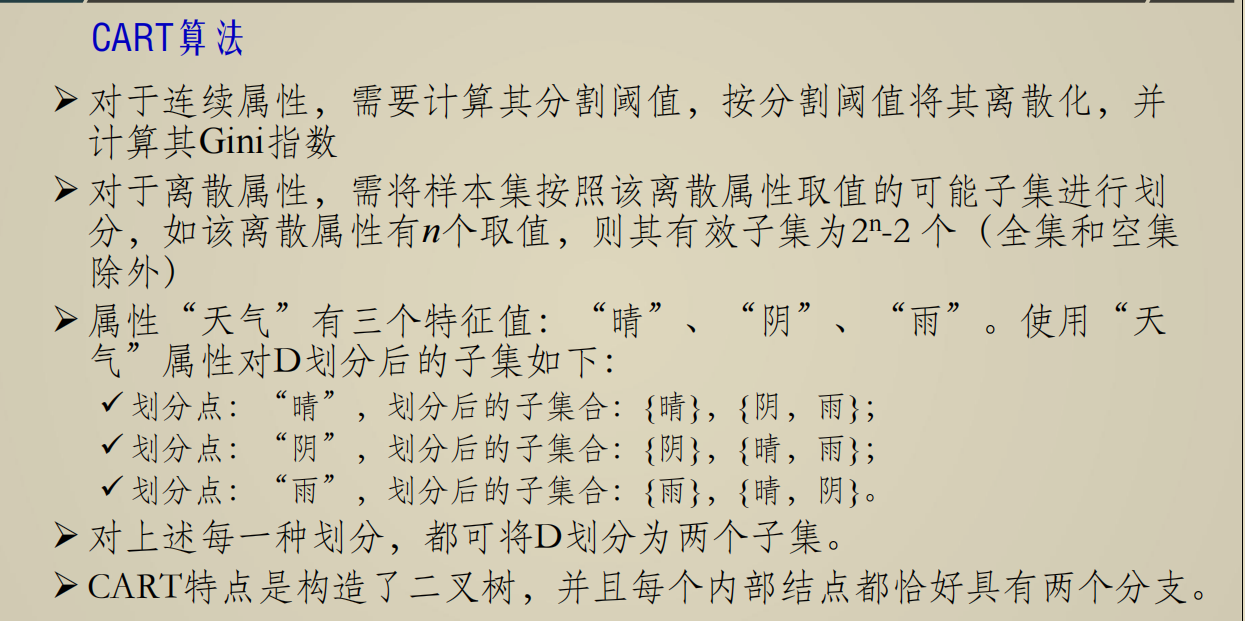 CART算法
➢ 对于连续属性，需要计算其分割阈值，按分割阈值将其离散化，并
计算其Gini指数
➢ 对于离散属性，需将样本集按照该离散属性取值的可能子集进行划
分，如该离散属性有n个取值，则其有效子集为2ⁿ-2 个（全集和空集
除外）
➢ 属性“天气”有三个特征值：“晴”、“阴”、“雨”。使用“天
气”属性对D划分后的子集如下：
✓ 划分点：“晴”，划分后的子集合：{晴}，{阴，雨}；
✓ 划分点：“阴”，划分后的子集合：{阴}，{晴，雨}；
✓ 划分点：“雨”，划分后的子集合：{雨}，{晴，阴}。
➢ 对上述每一种划分，都可将D划分为两个子集。
➢ CART特点是构造了二叉树，并且每个内部结点都恰好具有两个分支。